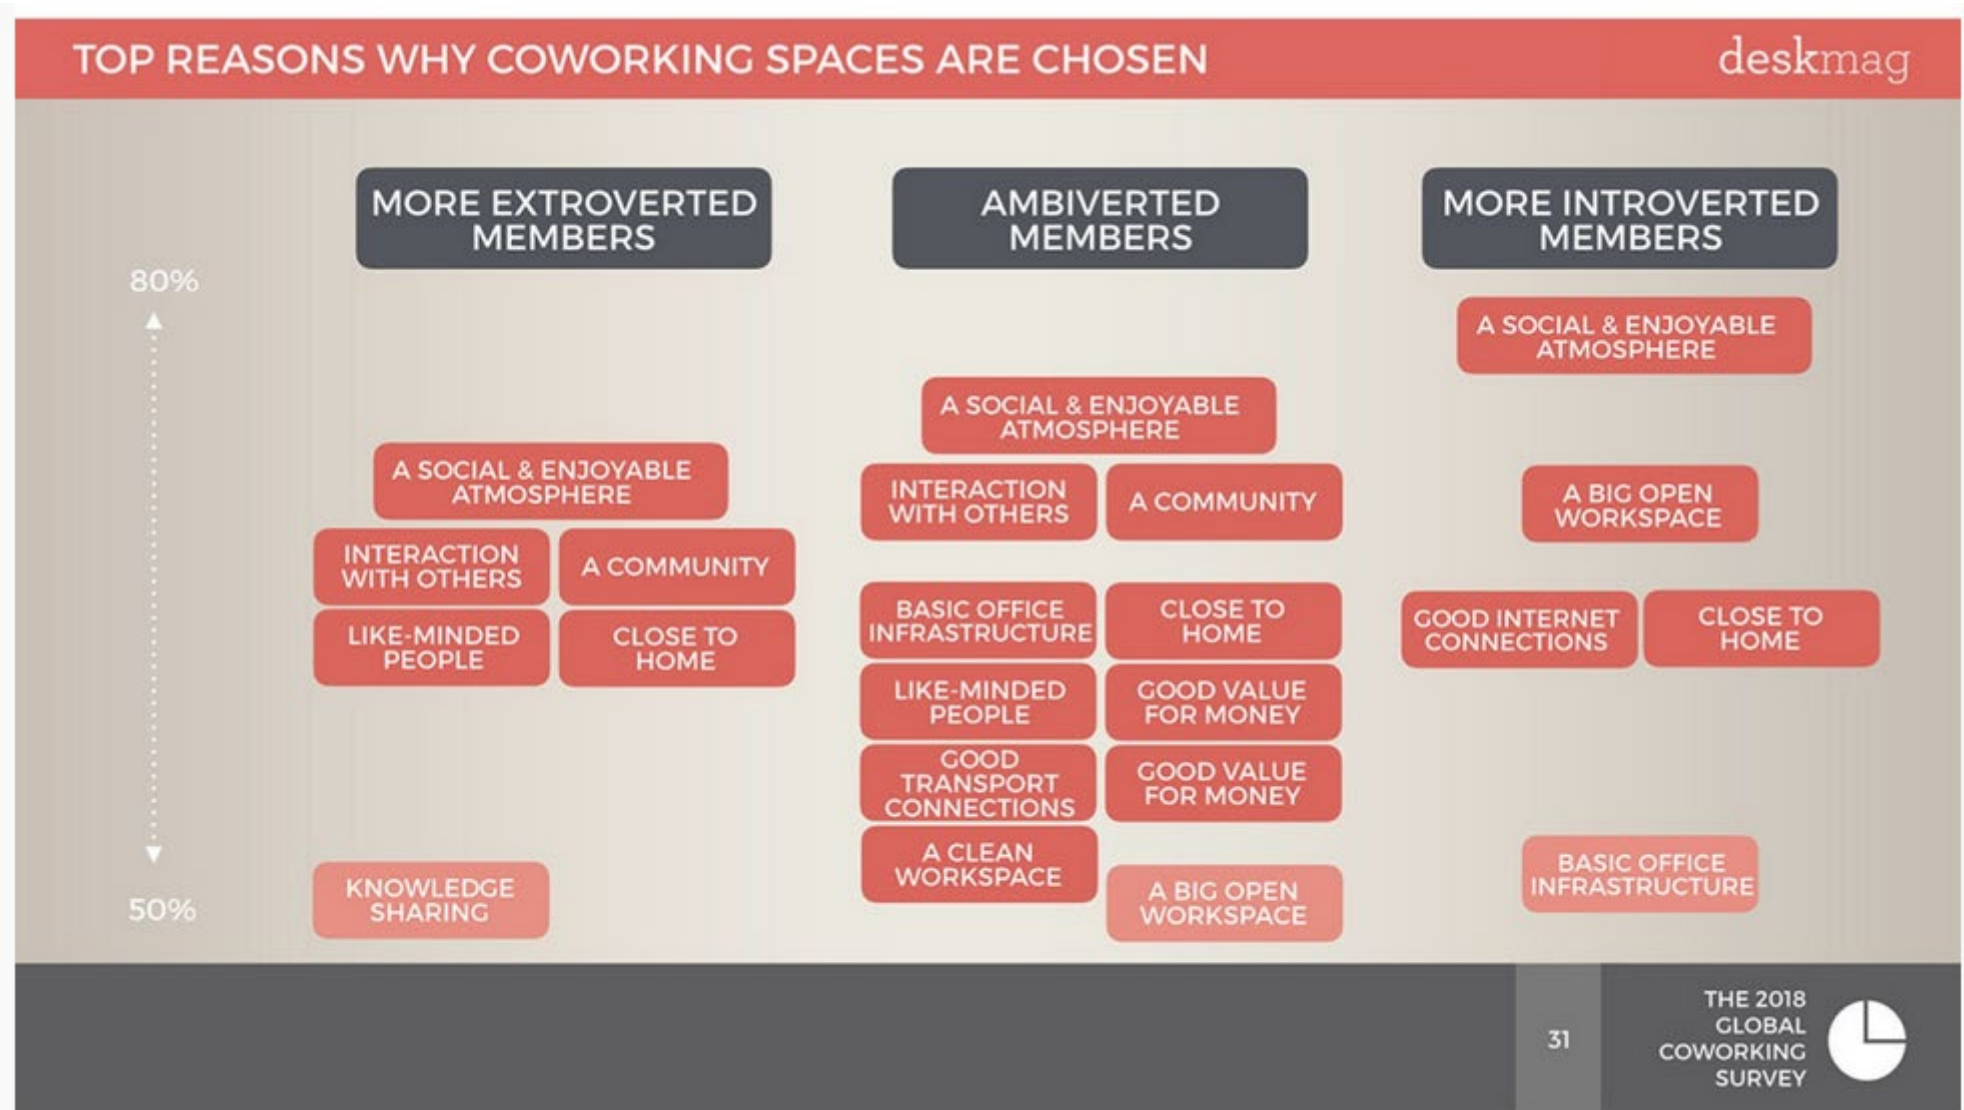 TOP REASONS WHY COWORKING SPACES ARE CHOSEN
deskmag
MORE EXTROVERTED
MEMBERS
AMBIVERTED
MEMBERS
MORE INTROVERTED
MEMBERS
80%
50%
A SOCIAL & ENJOYABLE
ATMOSPHERE
INTERACTION
WITH OTHERS
A COMMUNITY
LIKE-MINDED
PEOPLE
CLOSE TO
HOME
KNOWLEDGE
SHARING
A SOCIAL & ENJOYABLE
ATMOSPHERE
INTERACTION
WITH OTHERS
A COMMUNITY
BASIC OFFICE
INFRASTRUCTURE
CLOSE TO
HOME
LIKE-MINDED
PEOPLE
GOOD VALUE
FOR MONEY
GOOD
TRANSPORT
CONNECTIONS
GOOD VALUE
FOR MONEY
A CLEAN
WORKSPACE
A BIG OPEN
WORKSPACE
A SOCIAL & ENJOYABLE
ATMOSPHERE
A BIG OPEN
WORKSPACE
GOOD INTERNET
CONNECTIONS
CLOSE TO
HOME
BASIC OFFICE
INFRASTRUCTURE
31
THE 2018
GLOBAL
COWORKING
SURVEY